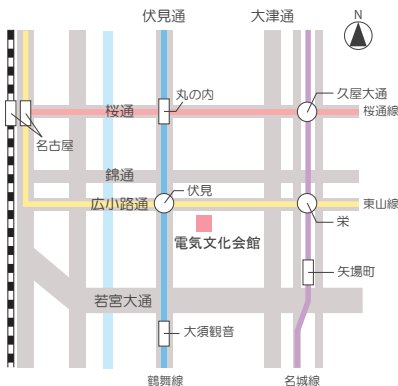 伏見通
大津通
N
丸の内
久屋大通
桜通
桜通線
名古屋
錦通
伏見
広小路通
東山線
栄
電気文化会館
矢場町
若宮大通
大須観音
鶴舞線
名城線